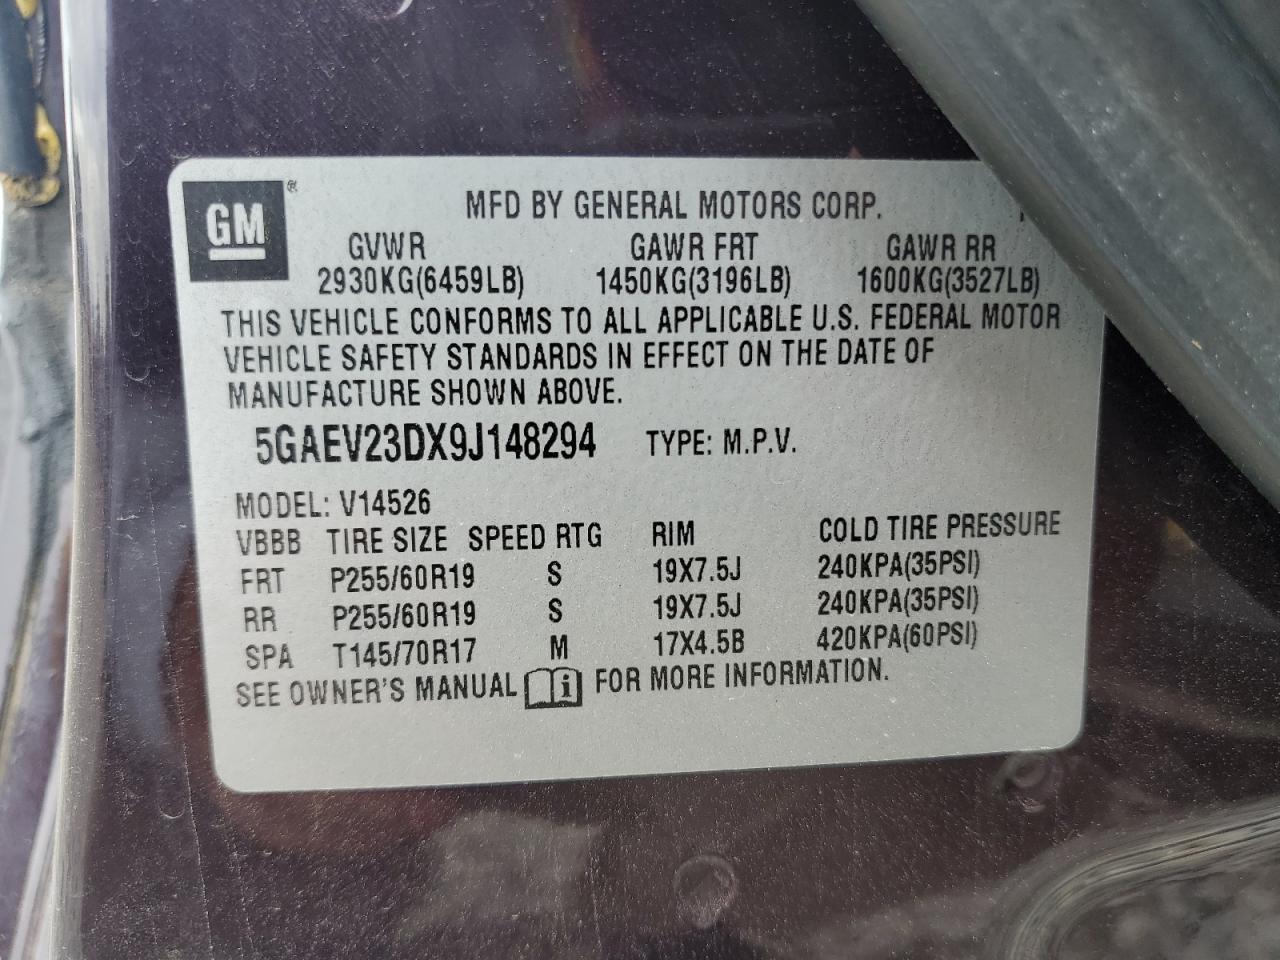 GM ®
MFD BY GENERAL MOTORS CORP.
GVWR GAWR FRT GAWR RR
2930KG(6459LB) 1450KG(3196LB) 1600KG(3527LB)
THIS VEHICLE CONFORMS TO ALL APPLICABLE U.S. FEDERAL MOTOR
VEHICLE SAFETY STANDARDS IN EFFECT ON THE DATE OF
MANUFACTURE SHOWN ABOVE.
5GAEV23DX9J148294 TYPE: M.P.V.
MODEL: V14526
VBBB TIRE SIZE SPEED RTG RIM COLD TIRE PRESSURE
FRT P255/60R19 S 19X7.5J 240KPA(35PSI)
RR P255/60R19 S 19X7.5J 240KPA(35PSI)
SPA T145/70R17 M 17X4.5B 420KPA(60PSI)
SEE OWNER'S MANUAL i FOR MORE INFORMATION.